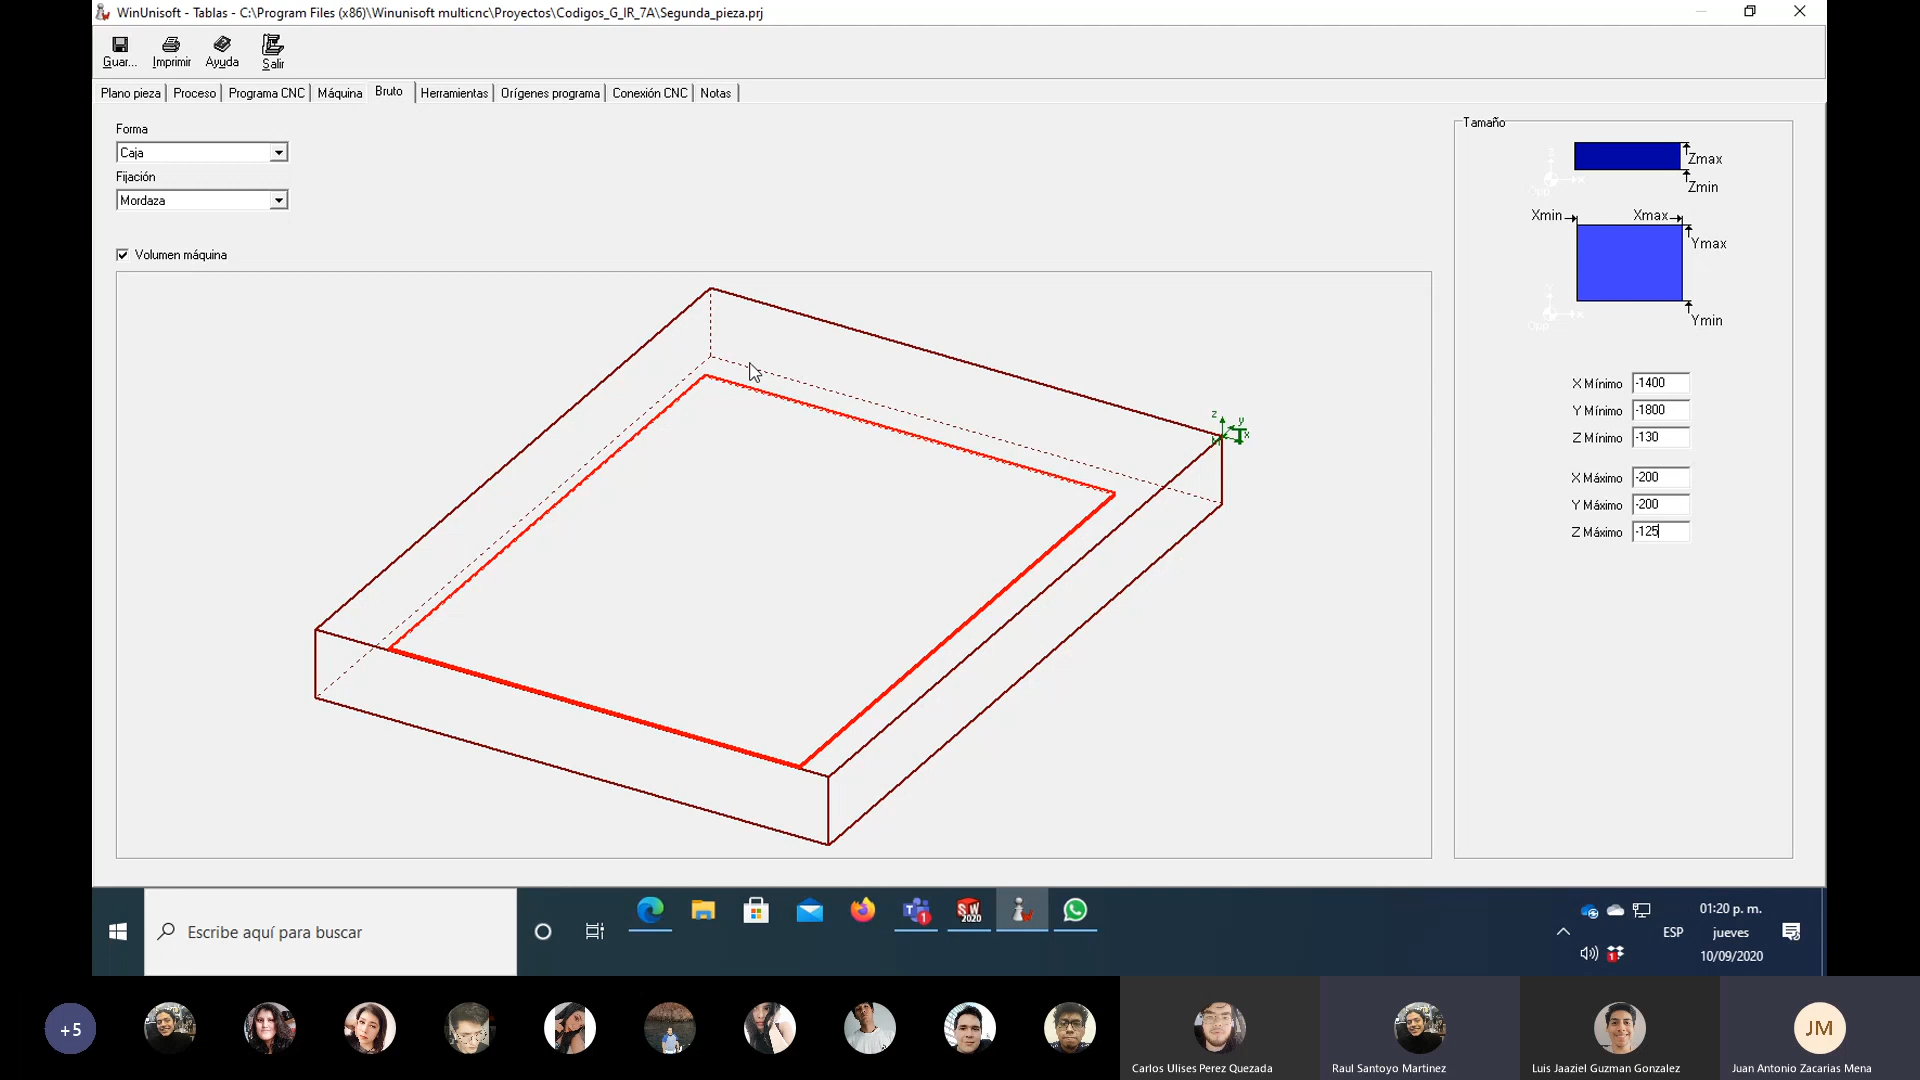 WinUnisoft - Tablas - C:\Program Files (x86)\Winunisoft multicnc\Proyectos\Codigos_G_IR_7A\Segunda_pieza.prj
Guar... Imprimir Ayuda Salir
Plano pieza Proceso Programa CNC Máquina Bruto Herramientas Orígenes programa Conexión CNC Notas
Forma
Caja
Fijación
Mordaza
Volumen máquina
z
y
x
M
Tamaño
Zmax
Zmin
Xmin Xmax
Ymax
Ymin
X Mínimo -1400
Y Mínimo -1800
Z Mínimo -130
X Máximo -200
Y Máximo -200
Z Máximo -125
Escribe aquí para buscar
1
SW
2020
ESP
1
01:20 p. m.
jueves
10/09/2020
+5
JM
Carlos Ulises Perez Quezada
Raul Santoyo Martinez
Luis Jaaziel Guzman Gonzalez
Juan Antonio Zacarias Mena